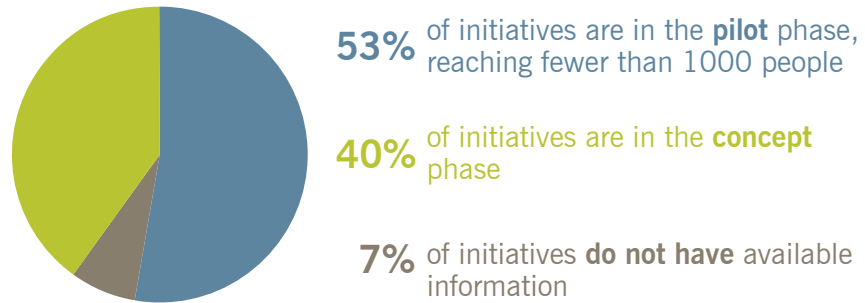 53% of initiatives are in the pilot phase,
reaching fewer than 1000 people
40% of initiatives are in the concept
phase
7% of initiatives do not have available
information